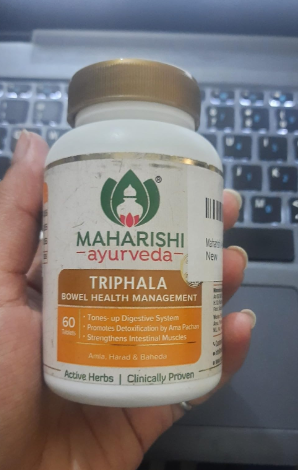 ®
MAHARISHI
ayurveda
TRIPHALA
BOWEL HEALTH MANAGEMENT
60
Tablets
• Tones- up Digestive System
• Promotes Detoxification by Ama Pachan
• Strengthens Intestinal Muscles
Amla, Harad & Baheda
Active Herbs | Clinically Proven
New